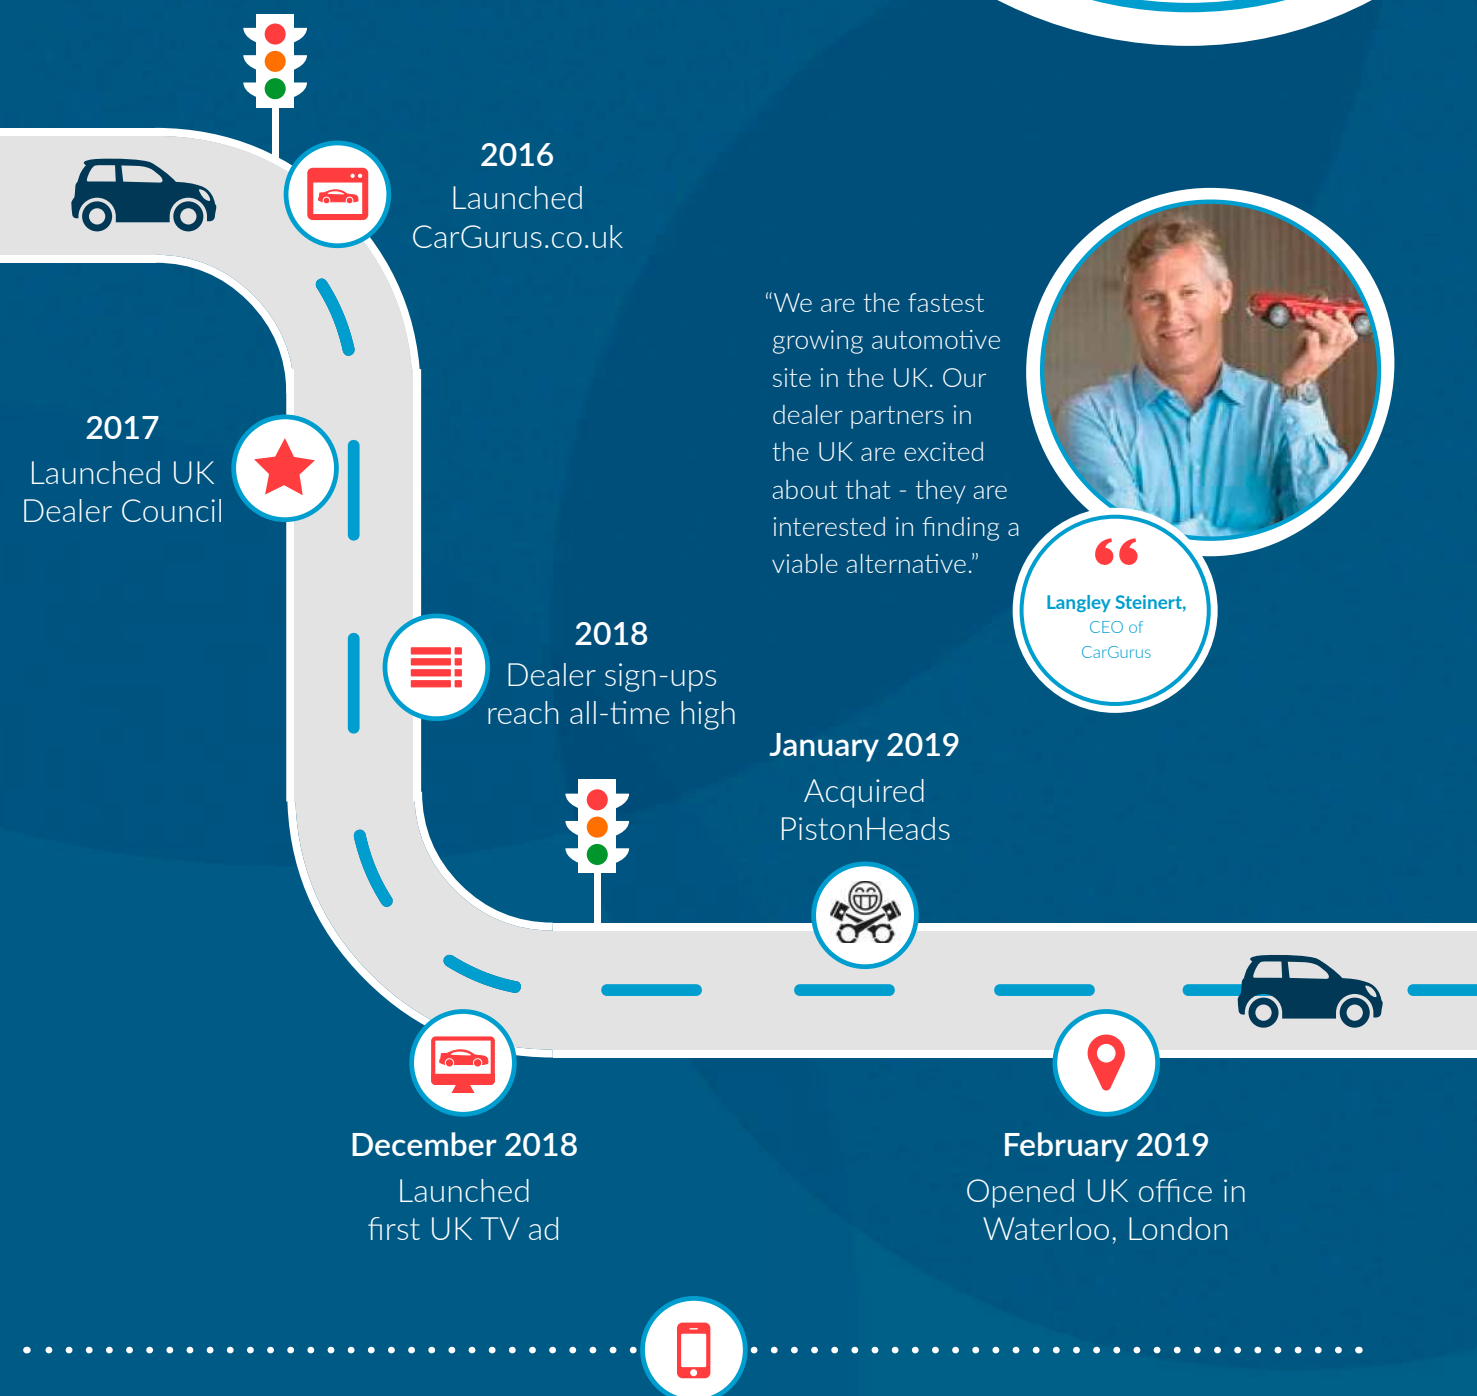 2016
Launched
CarGurus.co.uk
“We are the fastest
growing automotive
site in the UK. Our
dealer partners in
the UK are excited
about that - they are
interested in finding a
viable alternative.”
“
Langley Steinert,
CEO of
CarGurus
2017
Launched UK
Dealer Council
2018
Dealer sign-ups
reach all-time high
January 2019
Acquired
PistonHeads
December 2018
Launched
first UK TV ad
February 2019
Opened UK office in
Waterloo, London